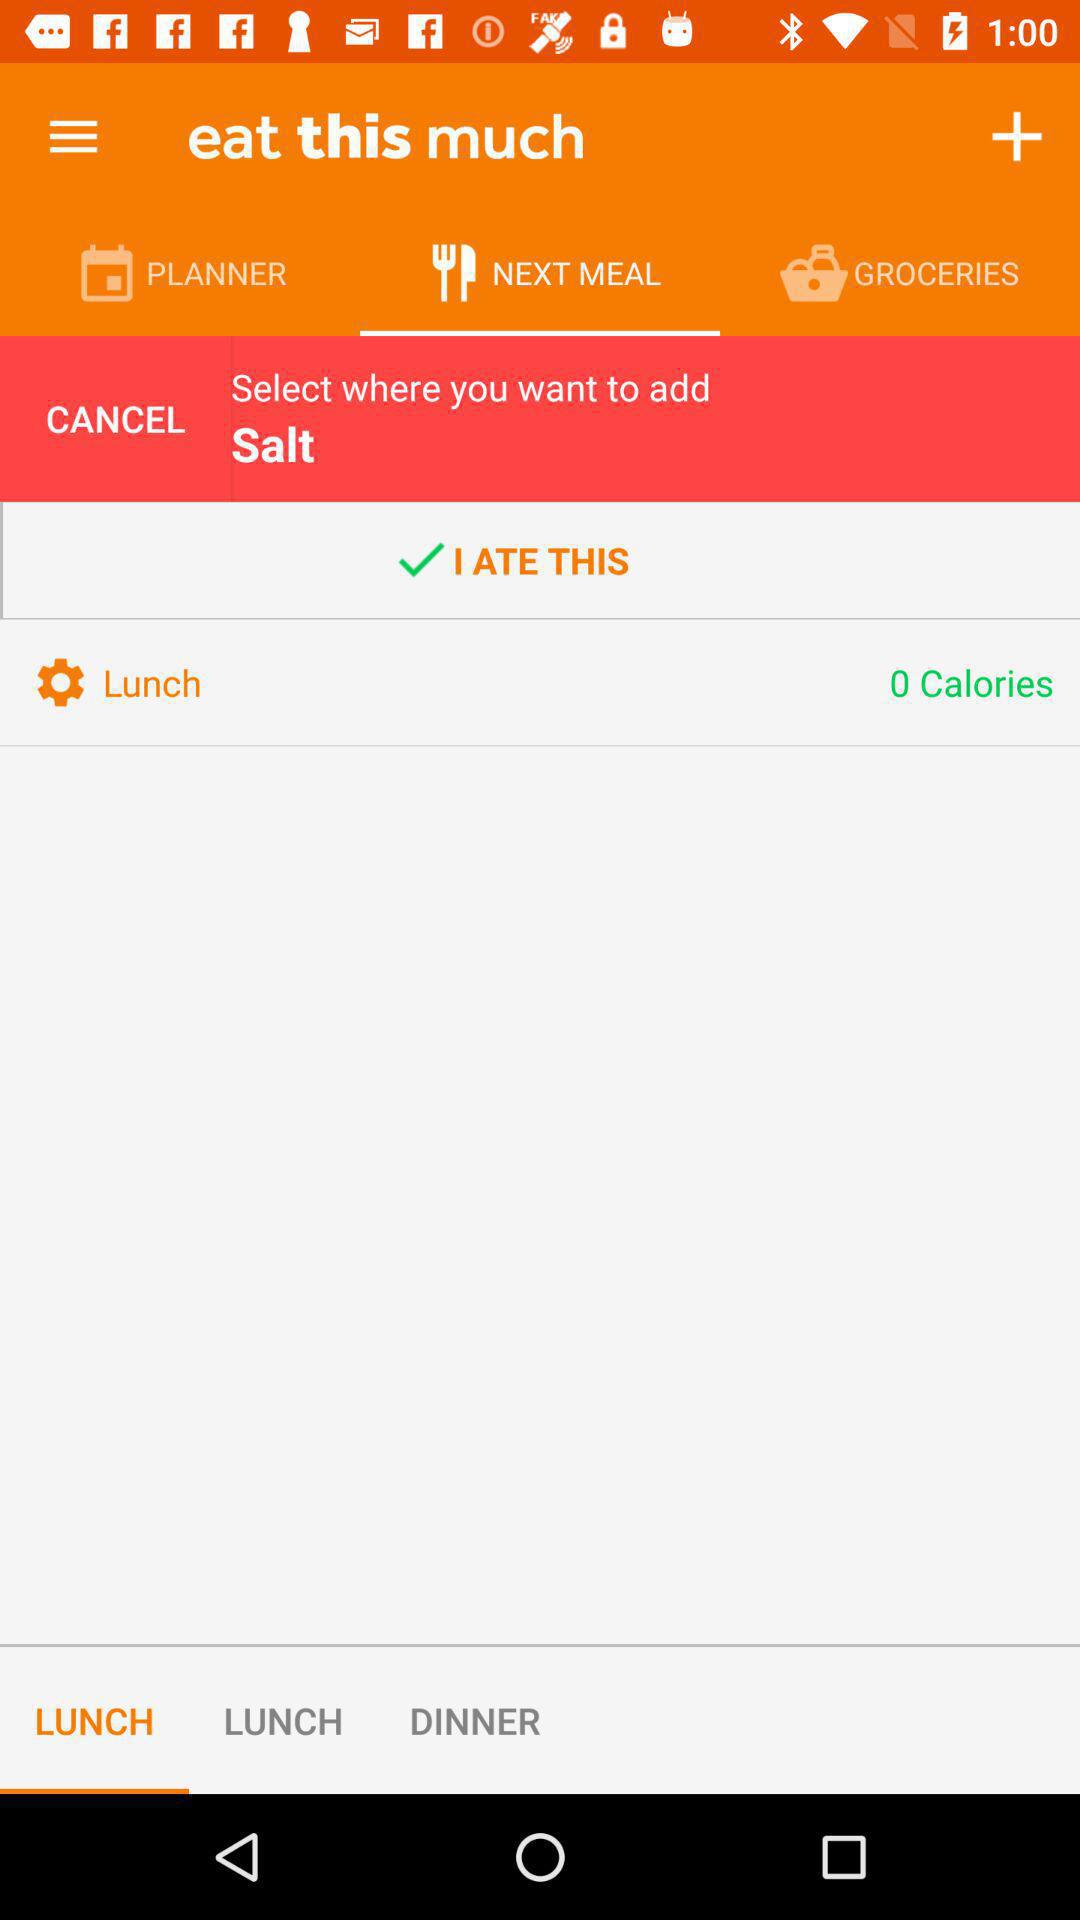 FAKE
1:00
eat this much
PLANNER NEXT MEAL GROCERIES
CANCEL
Select where you want to add
Salt
I ATE THIS
Lunch 0 Calories
LUNCH LUNCH DINNER